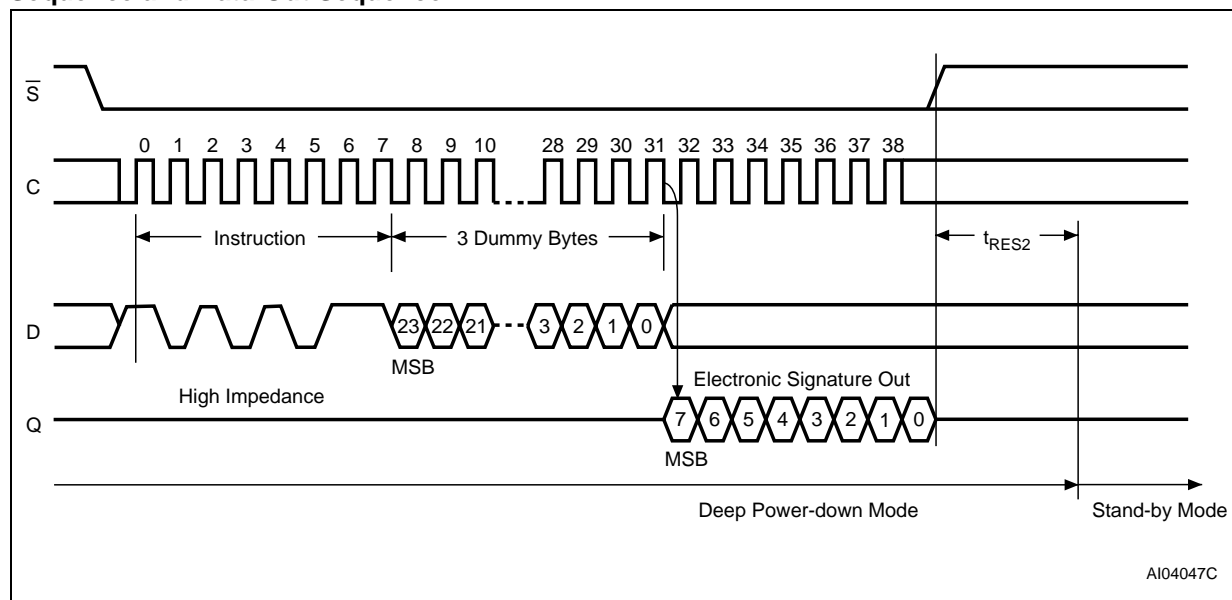 S
0 1 2 3 4 5 6 7 8 9 10 28 29 30 31 32 33 34 35 36 37 38
C
Instruction 3 Dummy Bytes tRES2
D 23 22 21 3 2 1 0
MSB
High Impedance Electronic Signature Out
Q 7 6 5 4 3 2 1 0
MSB
Deep Power-down Mode Stand-by Mode
AI04047C